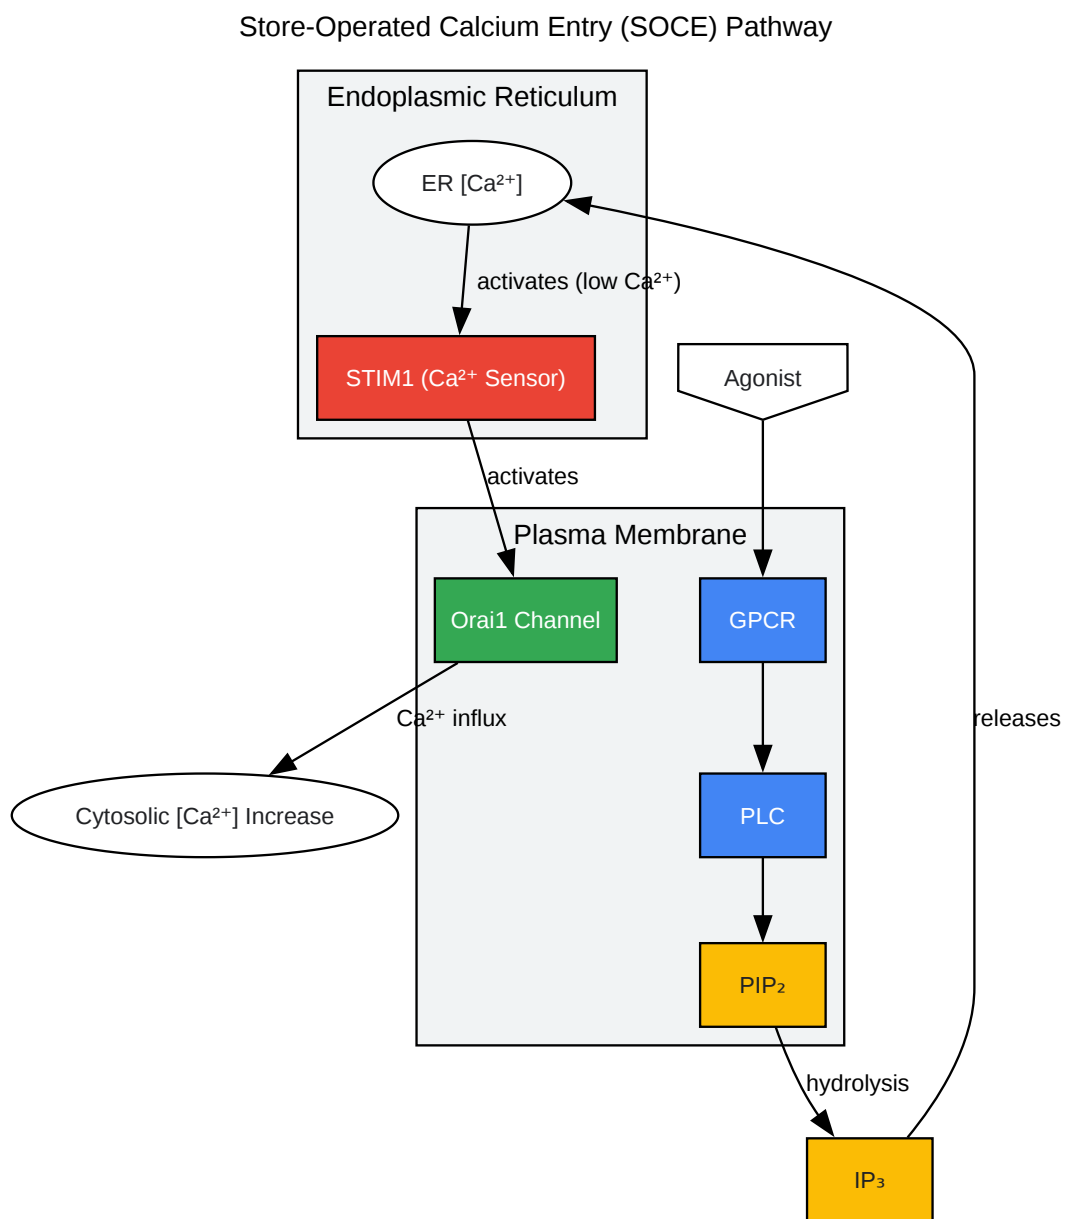 Store-Operated Calcium Entry (SOCE) Pathway
Endoplasmic Reticulum
ER [Ca²⁺]
activates (low Ca²⁺)
STIM1 (Ca²⁺ Sensor)
Agonist
activates
Plasma Membrane
Orai1 Channel
GPCR
Ca²⁺ influx
releases
Cytosolic [Ca²⁺] Increase
PLC
PIP₂
hydrolysis
IP₃